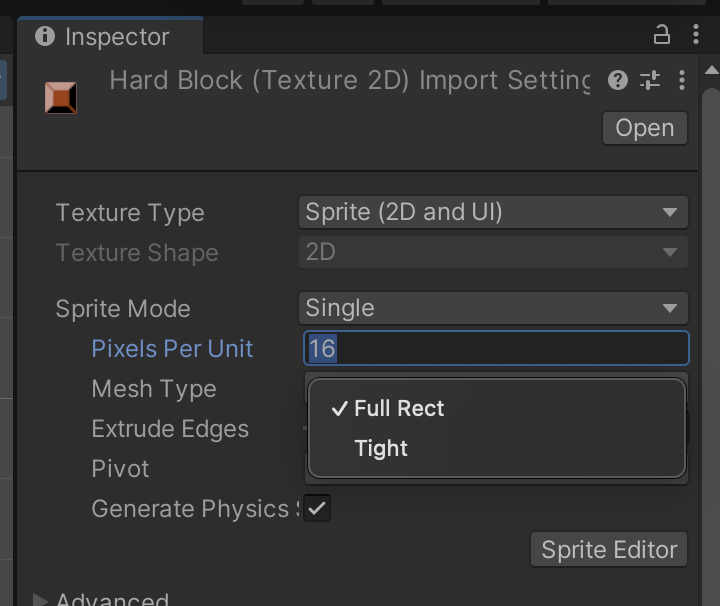 Inspector
Hard Block (Texture 2D) Import Setting
Open
Texture Type Sprite (2D and UI)
Texture Shape 2D
Sprite Mode Single
Pixels Per Unit 16
Mesh Type
✓ Full Rect
Extrude Edges
Tight
Pivot
Generate Physics
Sprite Editor
Advanced